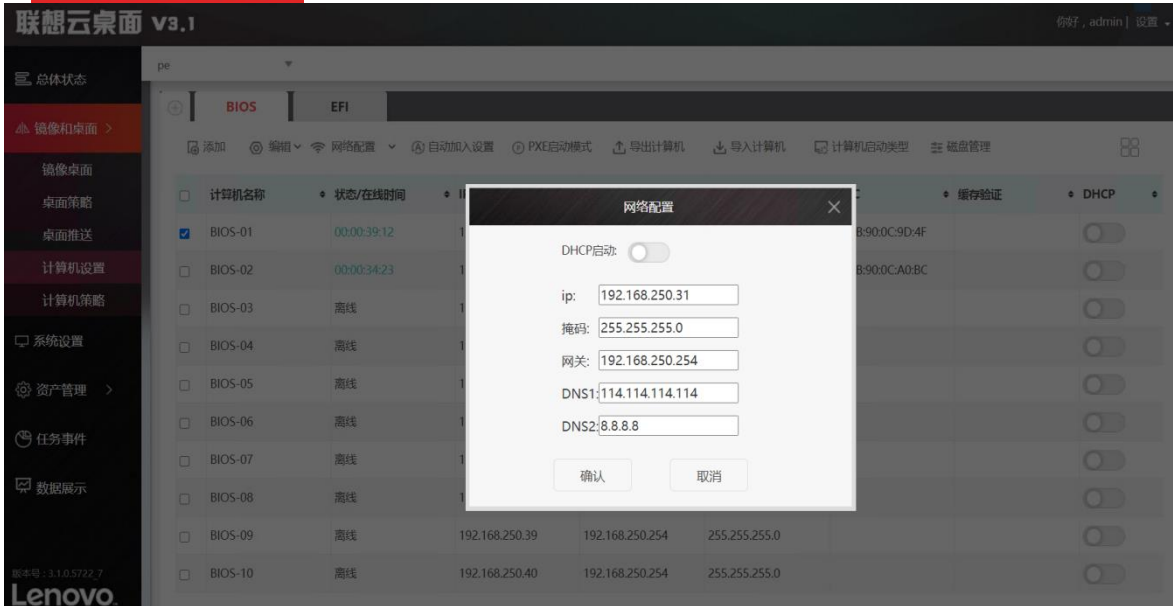 联想云桌面 V3.1
你好，admin | 设置
pe
总体状态
镜像和桌面 >
镜像桌面
桌面策略
桌面推送
计算机设置
计算机策略
系统设置
资产管理 >
任务事件
数据展示
版本号：3.1.0.5722_7
Lenovo.
BIOS EFI
添加 编辑 网络配置 自动加入设置 PXE启动模式 导出计算机 导入计算机 计算机启动类型 磁盘管理
计算机名称 状态/在线时间 缓存验证 DHCP
BIOS-01 00:00:39:12 B:90:0C:9D:4F
BIOS-02 00:00:34:23 B:90:0C:A0:BC
BIOS-03 离线
BIOS-04 离线
BIOS-05 离线
BIOS-06 离线
BIOS-07 离线
BIOS-08 离线
BIOS-09 离线 192.168.250.39 192.168.250.254 255.255.255.0
BIOS-10 离线 192.168.250.40 192.168.250.254 255.255.255.0
网络配置
DHCP启动:
ip: 192.168.250.31
掩码: 255.255.255.0
网关: 192.168.250.254
DNS1: 114.114.114.114
DNS2: 8.8.8.8
确认 取消